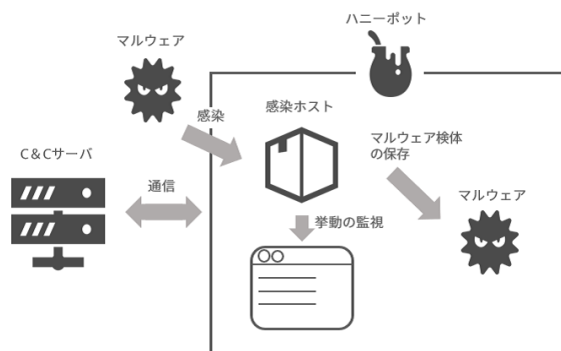 ハニーポット
マルウェア
感染
感染ホスト
C&Cサーバ
通信
マルウェア検体
の保存
挙動の監視
マルウェア